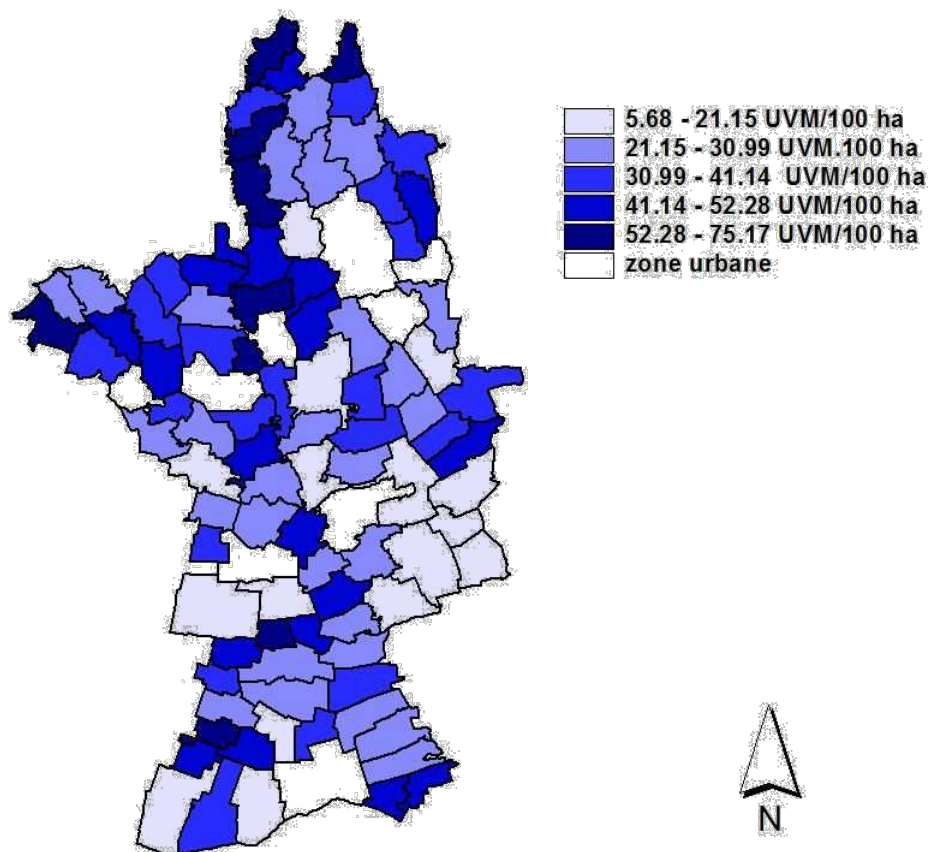 5.68 - 21.15 UVM/100 ha
21.15 - 30.99 UVM.100 ha
30.99 - 41.14 UVM/100 ha
41.14 - 52.28 UVM/100 ha
52.28 - 75.17 UVM/100 ha
zone urbane
N